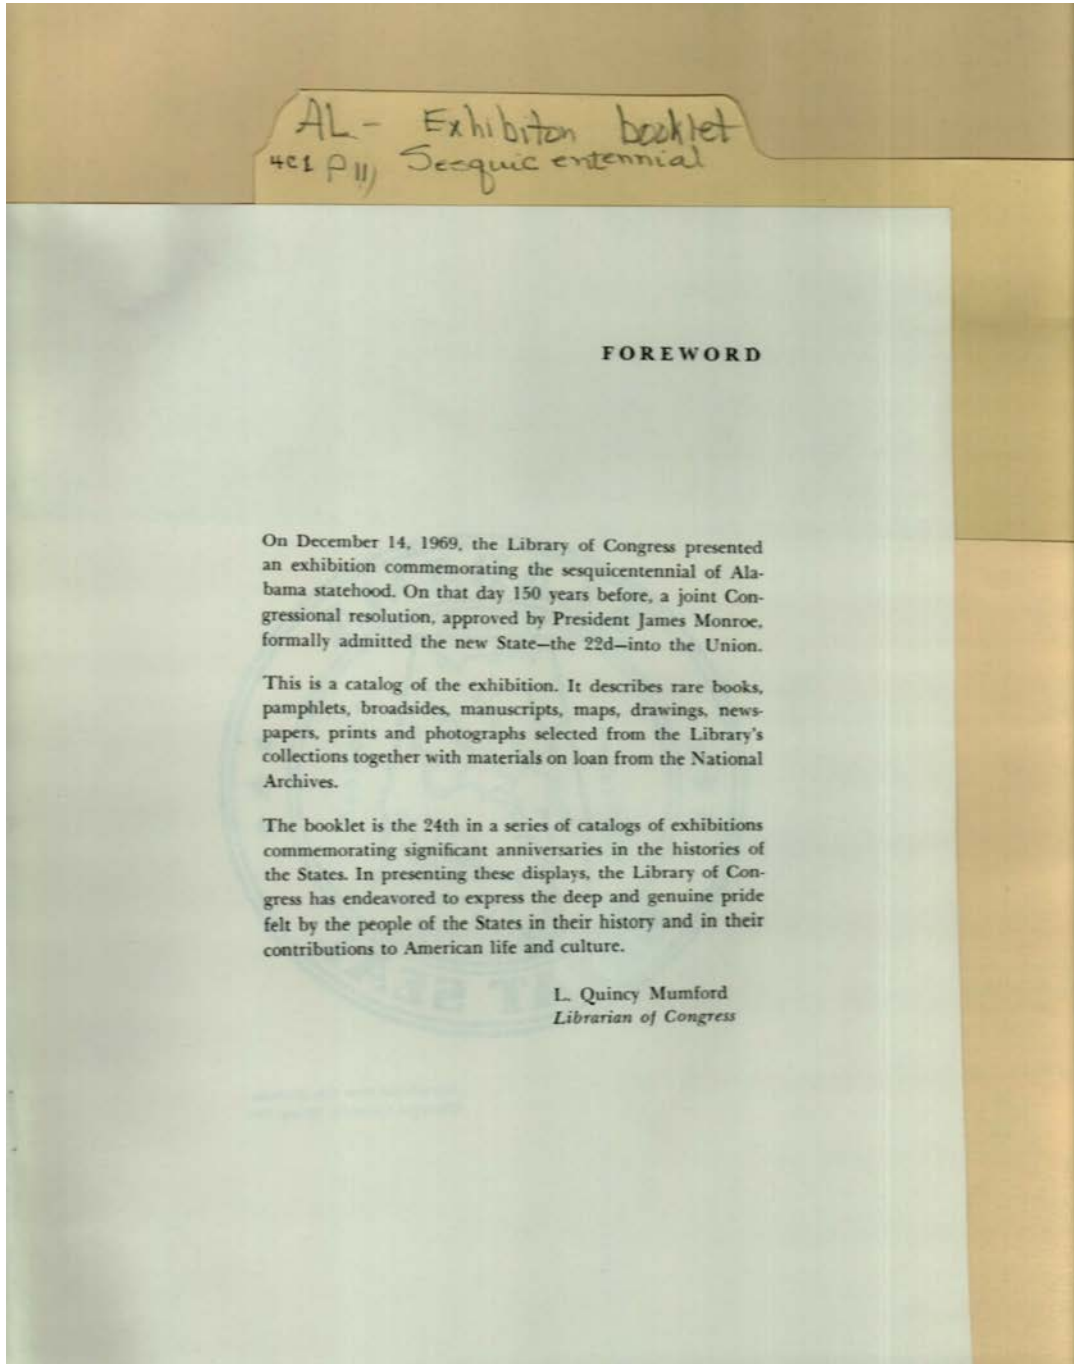 AL - Exhibiton booklet
4C1 P11, Sesquicentennial
FOREWORD
On December 14, 1969, the Library of Congress presented
an exhibition commemorating the sesquicentennial of Ala-
bama statehood. On that day 150 years before, a joint Con-
gressional resolution, approved by President James Monroe,
formally admitted the new State—the 22d—into the Union.
This is a catalog of the exhibition. It describes rare books,
pamphlets, broadsides, manuscripts, maps, drawings, news-
papers, prints and photographs selected from the Library's
collections together with materials on loan from the National
Archives.
The booklet is the 24th in a series of catalogs of exhibitions
commemorating significant anniversaries in the histories of
the States. In presenting these displays, the Library of Con-
gress has endeavored to express the deep and genuine pride
felt by the people of the States in their history and in their
contributions to American life and culture.
L. Quincy Mumford
Librarian of Congress